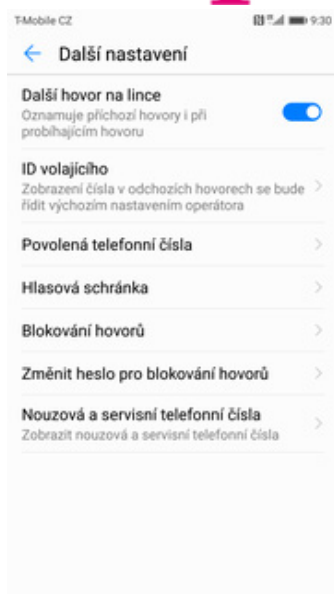 T-Mobile CZ 9:30
Další nastavení
Další hovor na lince
Oznamuje příchozí hovory i při
probíhajícím hovoru
ID volajícího
Zobrazení čísla v odchozích hovorech se bude
řídit výchozím nastavením operátora
Povolená telefonní čísla
Hlasová schránka
Blokování hovorů
Změnit heslo pro blokování hovorů
Nouzová a servisní telefonní čísla
Zobrazit nouzová a servisní telefonní čísla